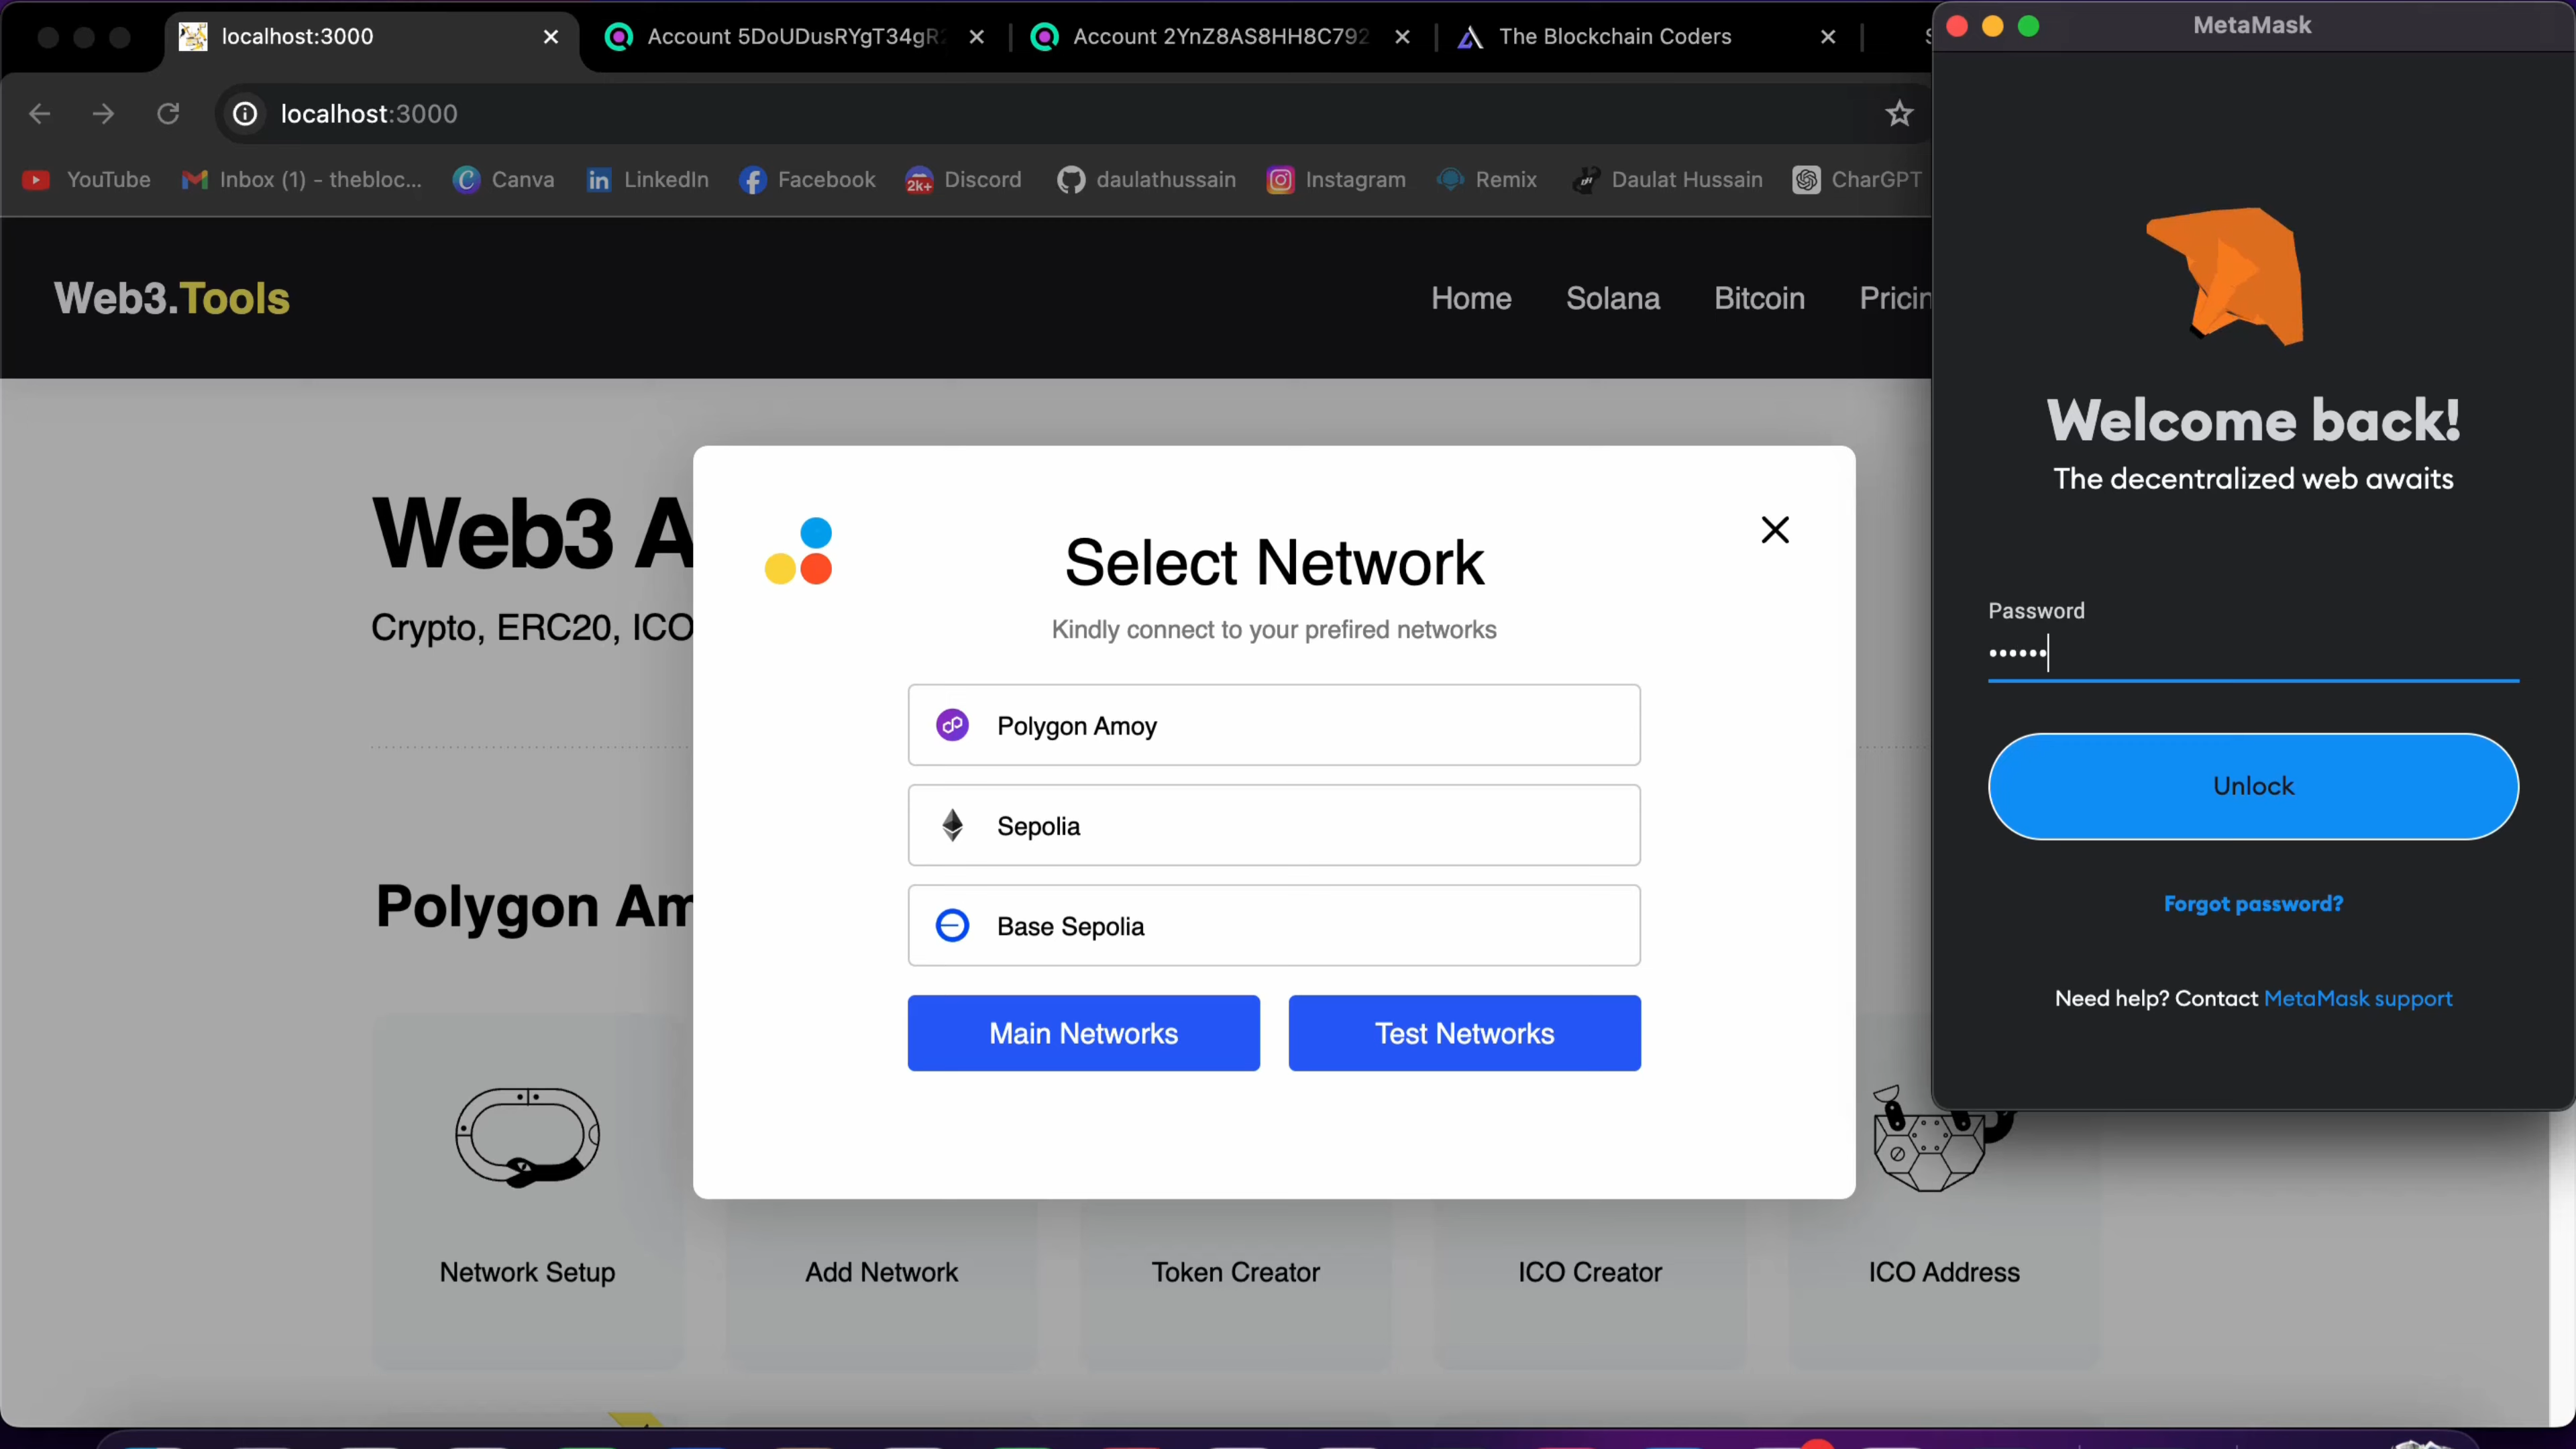 localhost:3000
Account 5DoUDusRYgT34gR
Account 2YnZ8AS8HH8C792
The Blockchain Coders
MetaMask
localhost:3000
YouTube
Inbox (1) - thebloc...
Canva
LinkedIn
Facebook
2k+
Discord
daulathussain
Instagram
Remix
Daulat Hussain
CharGPT
Web3.Tools
Home
Solana
Bitcoin
Pricin
Web3 A
Crypto, ERC20, ICO
Polygon Am
Select Network
Kindly connect to your prefired networks
Polygon Amoy
Sepolia
Base Sepolia
Main Networks
Test Networks
Network Setup
Add Network
Token Creator
ICO Creator
ICO Address
Welcome back!
The decentralized web awaits
Password
••••••
Unlock
Forgot password?
Need help? Contact MetaMask support